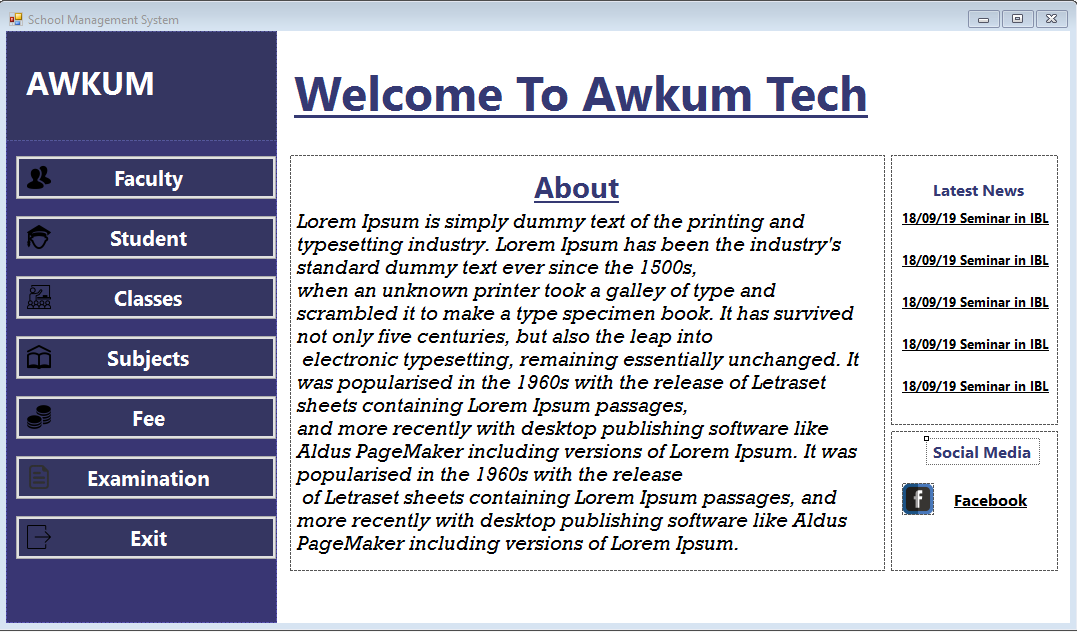 School Management System
AWKUM
Welcome To Awkum Tech
Faculty
Student
Classes
Subjects
Fee
Examination
Exit
About
Lorem Ipsum is simply dummy text of the printing and
typesetting industry. Lorem Ipsum has been the industry's
standard dummy text ever since the 1500s,
when an unknown printer took a galley of type and
scrambled it to make a type specimen book. It has survived
not only five centuries, but also the leap into
electronic typesetting, remaining essentially unchanged. It
was popularised in the 1960s with the release of Letraset
sheets containing Lorem Ipsum passages,
and more recently with desktop publishing software like
Aldus PageMaker including versions of Lorem Ipsum. It was
popularised in the 1960s with the release
of Letraset sheets containing Lorem Ipsum passages, and
more recently with desktop publishing software like Aldus
PageMaker including versions of Lorem Ipsum.
Latest News
18/09/19 Seminar in IBL
18/09/19 Seminar in IBL
18/09/19 Seminar in IBL
18/09/19 Seminar in IBL
18/09/19 Seminar in IBL
Social Media
f
Facebook